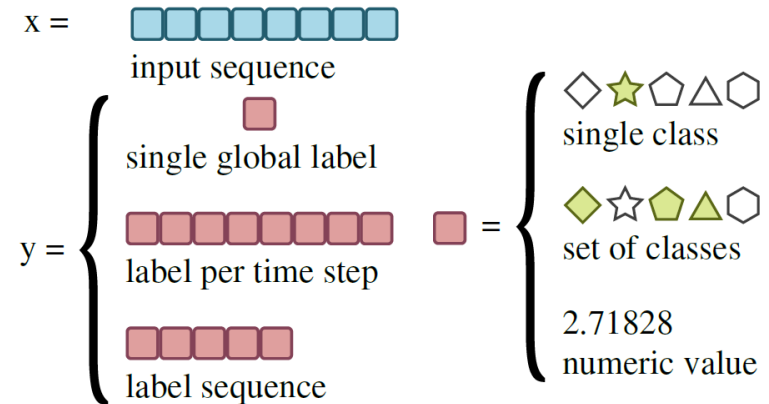 x =
input sequence
single global label
y =
label per time step
=
label sequence
single class
set of classes
2.71828
numeric value